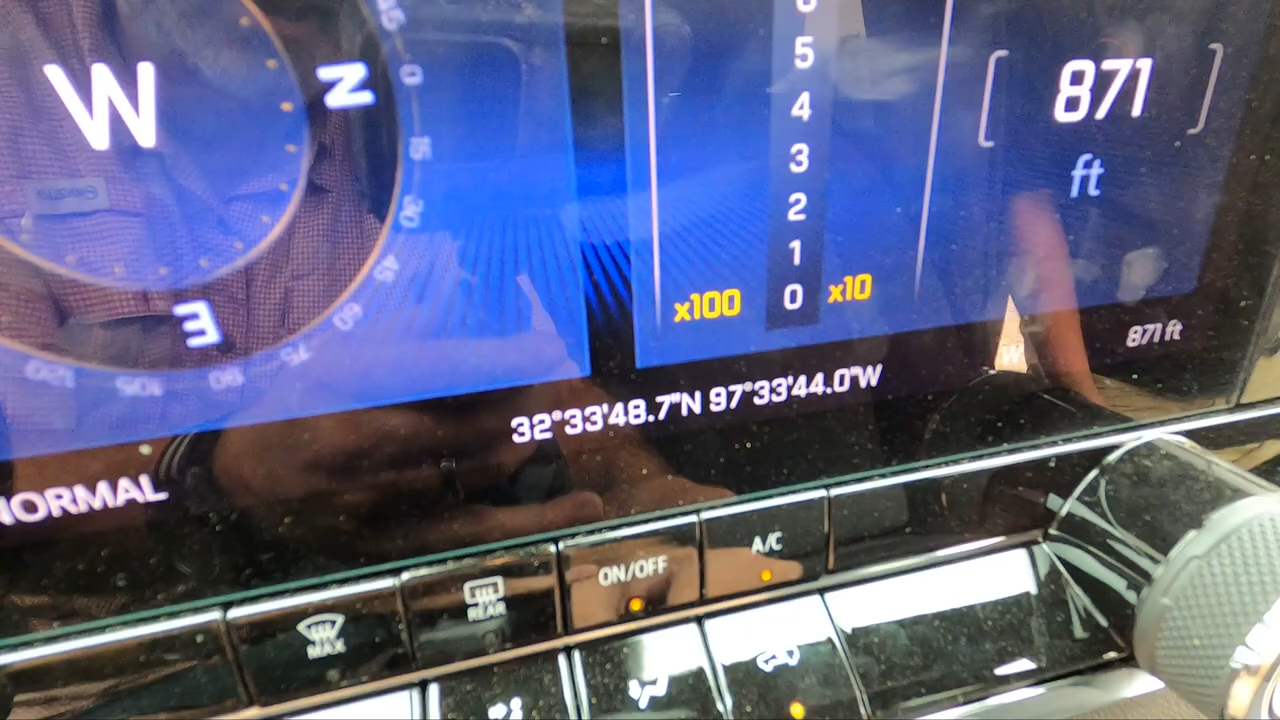 W
N
45
0
15
30
45
60
75
90
105
120
E
NORMAL
5
4
3
2
1
0
x100
x10
871
ft
871 ft
32°33'48.7"N 97°33'44.0"W
W
MAX
REAR
ON/OFF
A/C